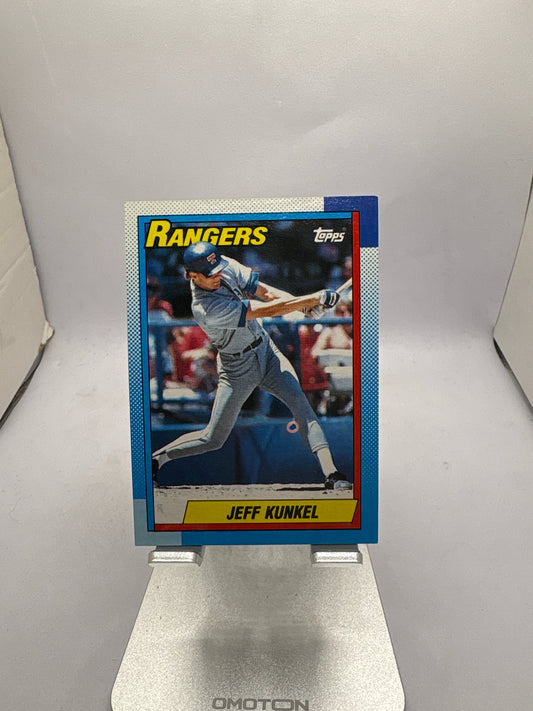 RANGERS
Topps
JEFF KUNKEL
OMOTON